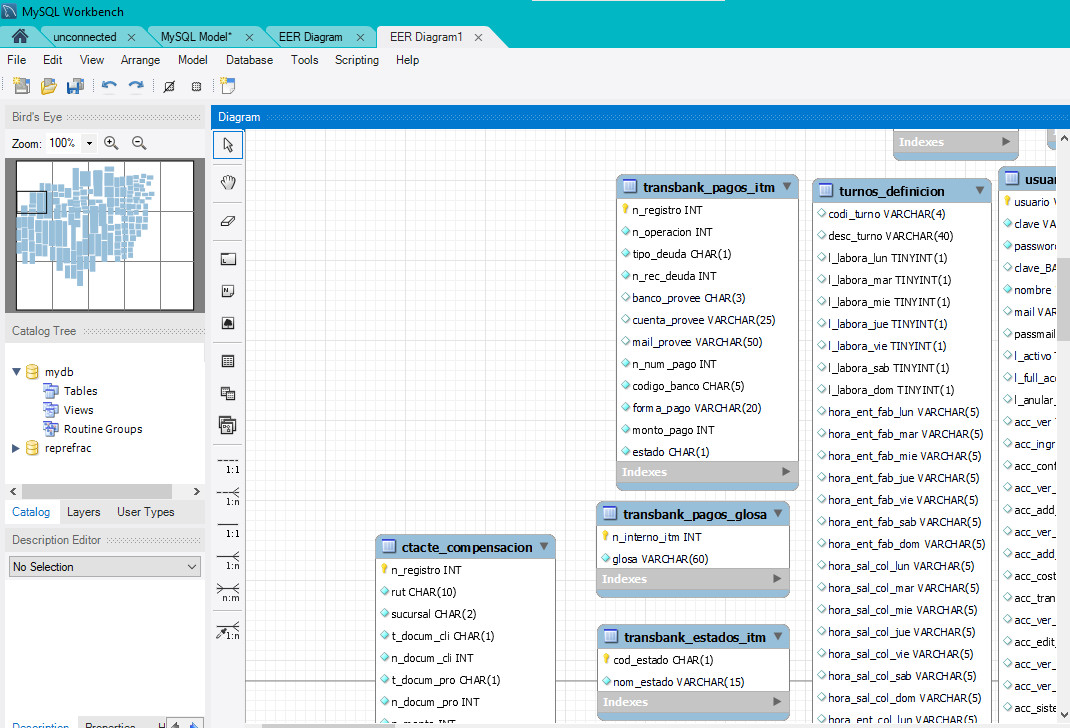 MySQL Workbench
unconnected
MySQL Model*
EER Diagram
EER Diagram1
File Edit View Arrange Model Database Tools Scripting Help
Bird's Eye
Zoom: 100%
Catalog Tree
mydb
Tables
Views
Routine Groups
reprefrac
Catalog Layers User Types
Description Editor
No Selection
Description Properties H
Diagram
1:1
1:n
1:1
1:n
n:m
1:n
Indexes
transbank_pagos_itm
n_registro INT
n_operacion INT
tipo_deuda CHAR(1)
n_rec_deuda INT
banco_provee CHAR(3)
cuenta_provee VARCHAR(25)
mail_provee VARCHAR(50)
n_num_pago INT
codigo_banco CHAR(5)
forma_pago VARCHAR(20)
monto_pago INT
estado CHAR(1)
Indexes
transbank_pagos_glosa
n_interno_itm INT
glosa VARCHAR(60)
Indexes
transbank_estados_itm
cod_estado CHAR(1)
nom_estado VARCHAR(15)
Indexes
ctacte_compensacion
n_registro INT
rut CHAR(10)
sucursal CHAR(2)
t_docum_cli CHAR(1)
n_docum_cli INT
t_docum_pro CHAR(1)
n_docum_pro INT
n_monto INT
turnos_definicion
codi_turno VARCHAR(4)
desc_turno VARCHAR(40)
l_labora_lun TINYINT(1)
l_labora_mar TINYINT(1)
l_labora_mie TINYINT(1)
l_labora_jue TINYINT(1)
l_labora_vie TINYINT(1)
l_labora_sab TINYINT(1)
l_labora_dom TINYINT(1)
hora_ent_fab_lun VARCHAR(5)
hora_ent_fab_mar VARCHAR(5)
hora_ent_fab_mie VARCHAR(5)
hora_ent_fab_jue VARCHAR(5)
hora_ent_fab_vie VARCHAR(5)
hora_ent_fab_sab VARCHAR(5)
hora_ent_fab_dom VARCHAR(5)
hora_sal_col_lun VARCHAR(5)
hora_sal_col_mar VARCHAR(5)
hora_sal_col_mie VARCHAR(5)
hora_sal_col_jue VARCHAR(5)
hora_sal_col_vie VARCHAR(5)
hora_sal_col_sab VARCHAR(5)
hora_sal_col_dom VARCHAR(5)
hora_ent_col_lun VARCHAR(5)
usuar
usuario V
clave VA
password
clave_BA
nombre
mail VAR
passmail
l_activo T
l_full_acc
l_anular_
acc_ver
acc_ingr
acc_conf
acc_ver_
acc_add_
acc_ver_
acc_add_
acc_cost
acc_tran
acc_ver_
acc_edit_
acc_ver_
acc_ver_
acc_siste